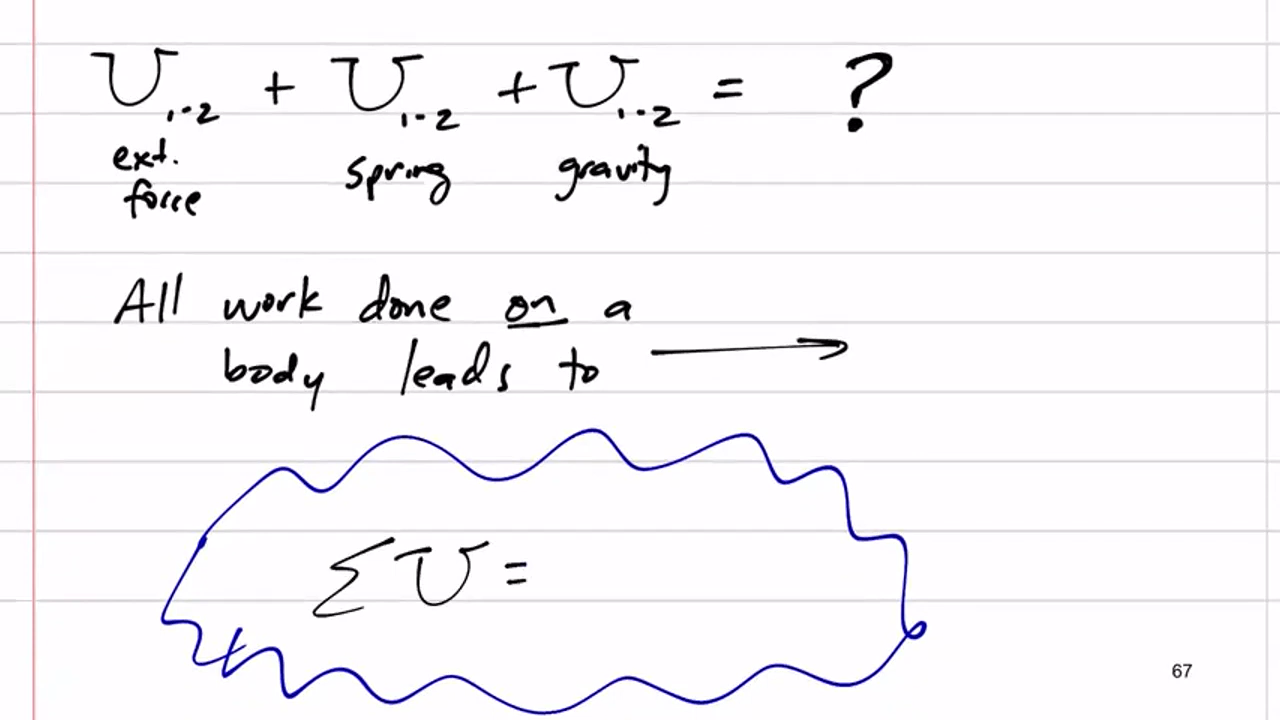 U₁₋₂ + U₁₋₂ + U₁₋₂ = ?
ext. force spring gravity
All work done on a
body leads to ⟶
ΣU =
67